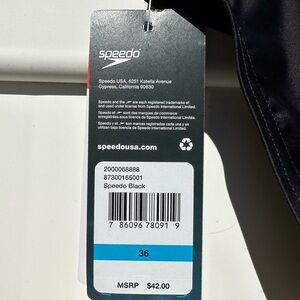 speedo
Speedo USA, 6251 Katella Avenue
Cypress, California 90630
Speedo and the are each registered trademarks of
and used under license from Speedo International Limited.
Speedo et sont des marques de commerce
enregistrées sous licence de Speedo International Limited.
Speedo y son marcas registradas cada una y se
utilizan bajo licencia de Speedo International Limited.
speedousa.com
2000068888
87300165001
Speedo Black
7 86096 78091 9
36
MSRP $42.00